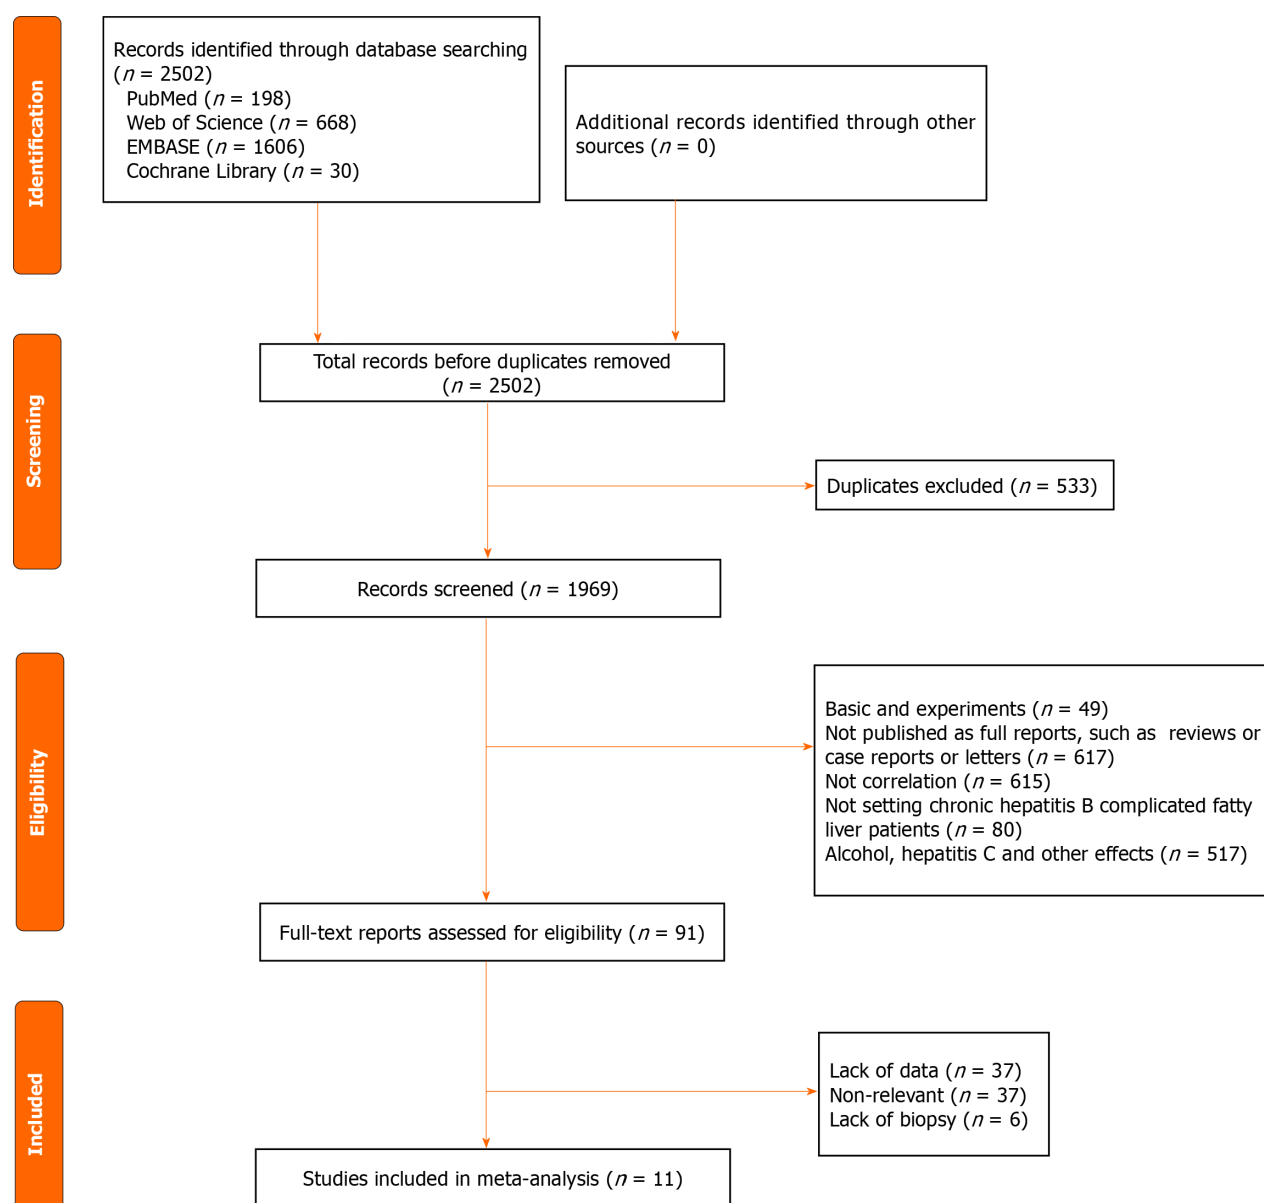 Identification
Records identified through database searching
(n = 2502)
PubMed (n = 198)
Web of Science (n = 668)
EMBASE (n = 1606)
Cochrane Library (n = 30)
Additional records identified through other
sources (n = 0)
Screening
Total records before duplicates removed
(n = 2502)
Duplicates excluded (n = 533)
Records screened (n = 1969)
Eligibility
Basic and experiments (n = 49)
Not published as full reports, such as  reviews or
case reports or letters (n = 617)
Not correlation (n = 615)
Not setting chronic hepatitis B complicated fatty
liver patients (n = 80)
Alcohol, hepatitis C and other effects (n = 517)
Full-text reports assessed for eligibility (n = 91)
Included
Lack of data (n = 37)
Non-relevant (n = 37)
Lack of biopsy (n = 6)
Studies included in meta-analysis (n = 11)